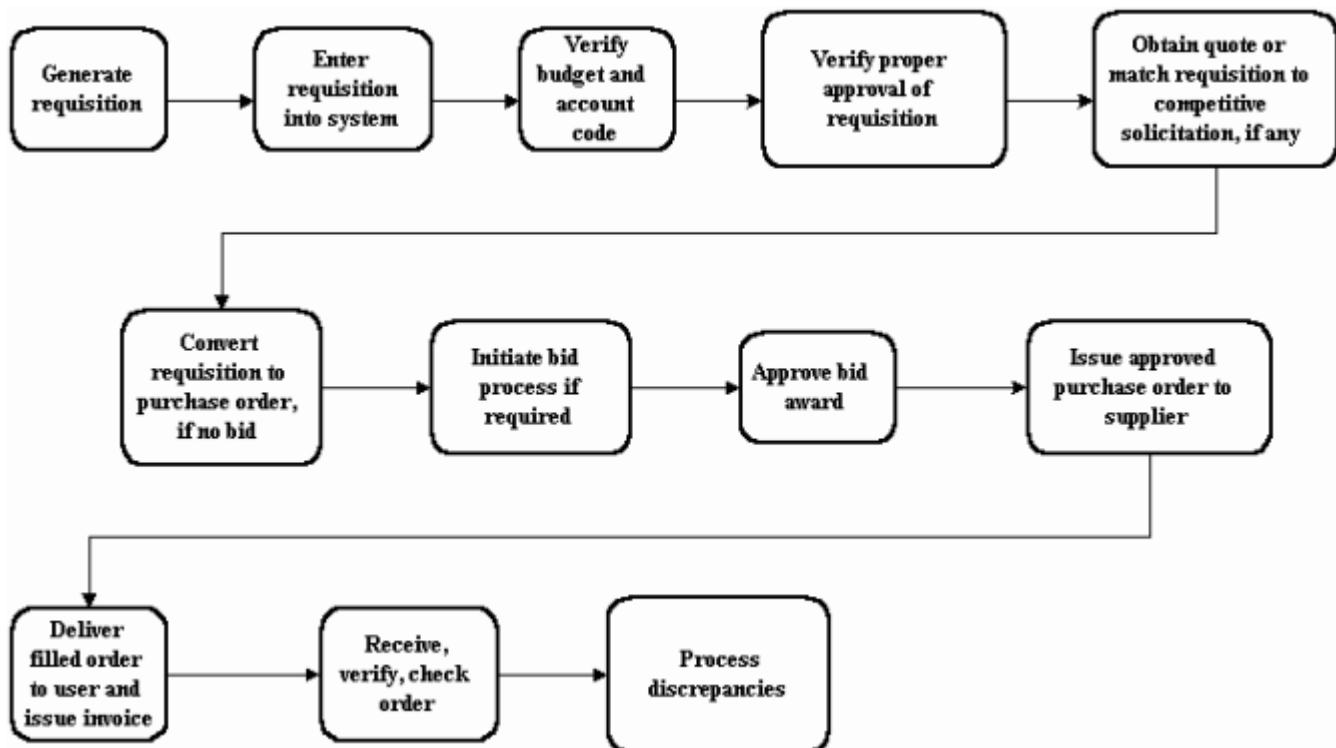 Generate
requisition
Enter
requisition
into system
Verify
budget and
account
code
Verify proper
approval of
requisition
Obtain quote or
match requisition to
competitive
solicitation, if any
Convert
requisition to
purchase order,
if no bid
Initiate bid
process if
required
Approve bid
award
Issue approved
purchase order to
supplier
Deliver
filled order
to user and
issue invoice
Receive,
verify, check
order
Process
discrepancies